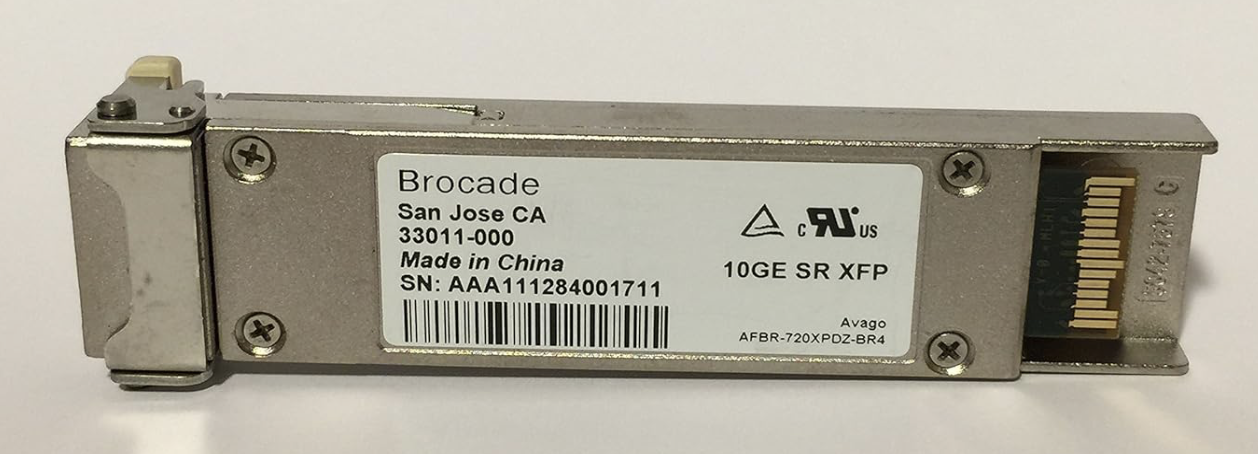 Brocade
San Jose CA
33011-000
Made in China
SN: AAA111284001711
c RU US
10GE SR XFP
Avago
AFBR-720XPDZ-BR4